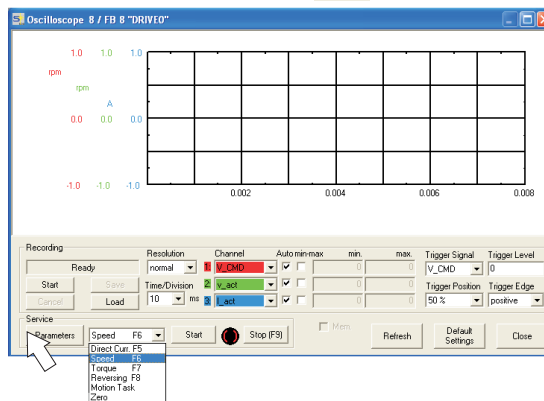 Oscilloscope 8 / FB 8 "DRIVE0"
1.0 1.0 1.0
rpm
rpm
A
0.0 0.0 0.0
-1.0 -1.0 -1.0
0.002 0.004 0.006 0.008
Recording
Resolution Channel Auto min-max min. max. Trigger Signal Trigger Level
Ready normal 1. V_CMD 0 0 V_CMD 0
Start Save Time/Division 2. v_act 0 0 Trigger Position Trigger Edge
Cancel Load 10 ms 3. I_act 0 0 50 % positive
Service
Parameters Speed F6 Start Stop (F9) Mem Refresh Default Settings Close
Direct Curr. F5
Speed F6
Torque F7
Reversing F8
Motion Task
Zero